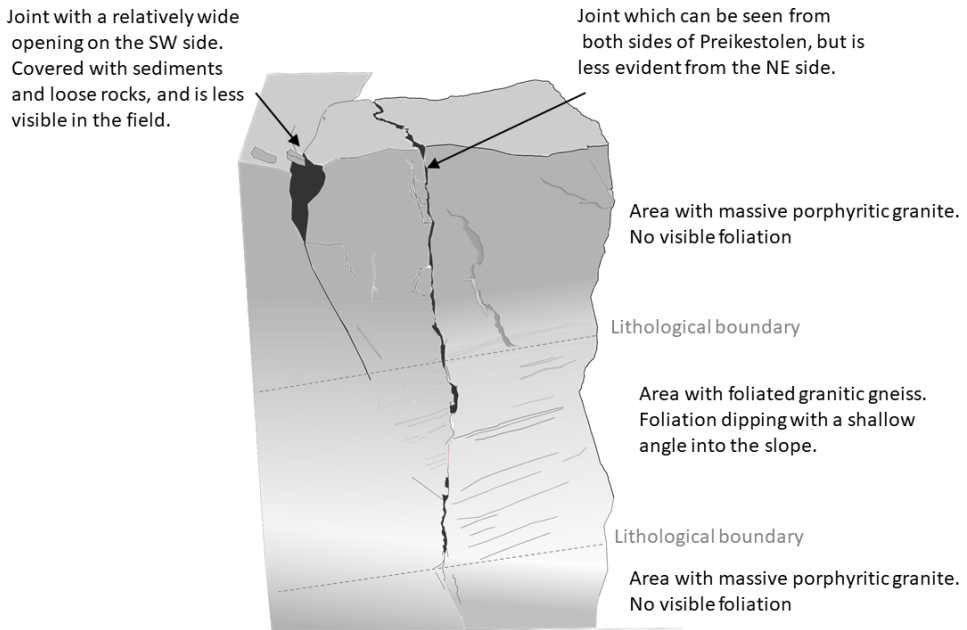 Joint with a relatively wide
opening on the SW side.
Covered with sediments
and loose rocks, and is less
visible in the field.
Joint which can be seen from
both sides of Preikestolen, but is
less evident from the NE side.
Area with massive porphyritic granite.
No visible foliation
Lithological boundary
Area with foliated granitic gneiss.
Foliation dipping with a shallow
angle into the slope.
Lithological boundary
Area with massive porphyritic granite.
No visible foliation